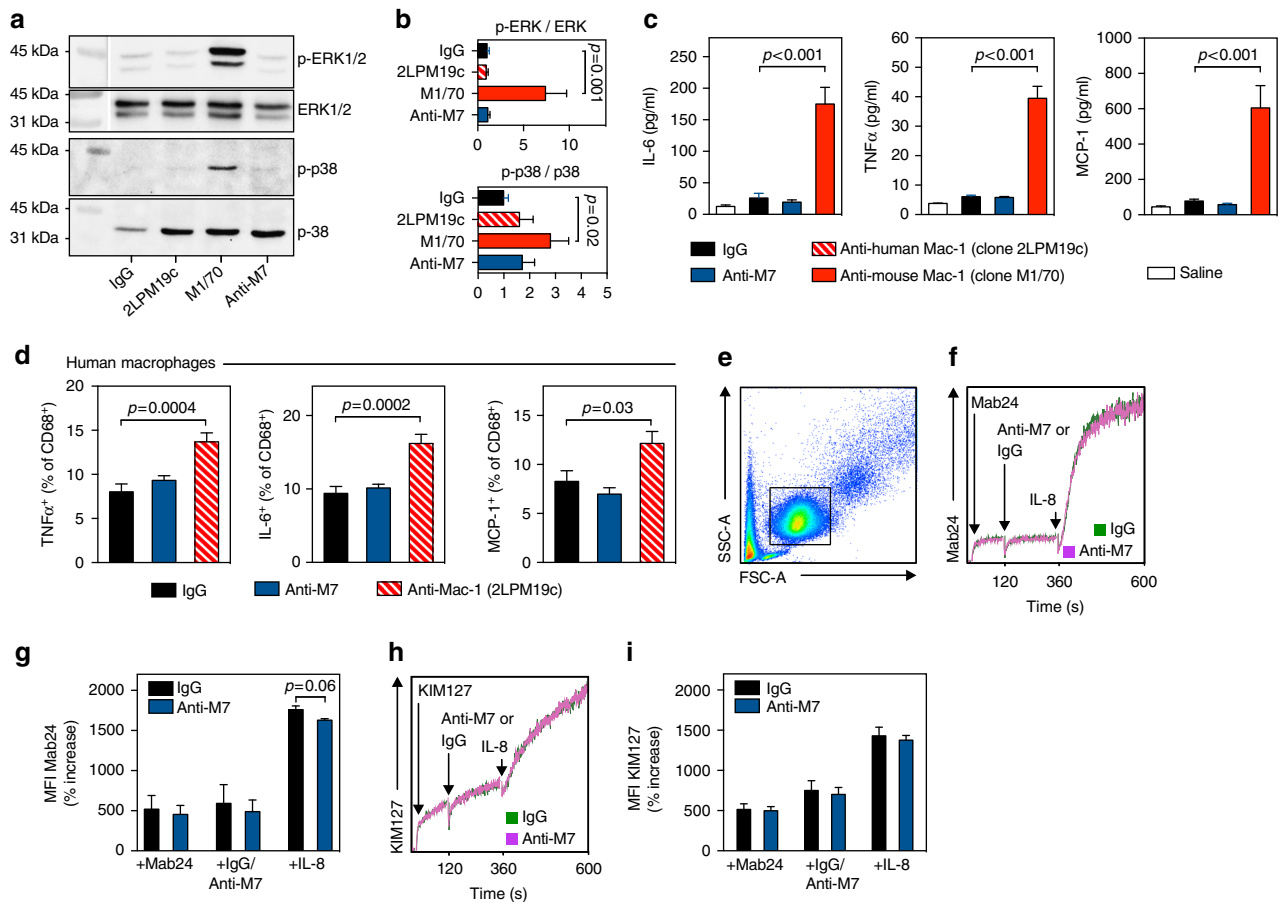 a
45 kDa
p-ERK1/2
45 kDa
31 kDa
ERK1/2
45 kDa
p-p38
45 kDa
31 kDa
p-38
IgG
2LPM19c
M1/70
Anti-M7
b
p-ERK / ERK
IgG
2LPM19c
M1/70
Anti-M7
p=0.001
0 5 10
p-p38 / p38
IgG
2LPM19c
M1/70
Anti-M7
p=0.02
0 1 2 3 4 5
c
IL-6 (pg/ml)
250
200
150
100
50
0
p<0.001
TNFα (pg/ml)
60
50
40
30
20
10
0
p<0.001
MCP-1 (pg/ml)
1000
800
600
400
200
0
p<0.001
IgG
Anti-human Mac-1 (clone 2LPM19c)
Anti-M7
Anti-mouse Mac-1 (clone M1/70)
Saline
d
Human macrophages
TNFα+ (% of CD68+)
20
15
10
5
0
p=0.0004
IL-6+ (% of CD68+)
20
10
0
p=0.0002
MCP-1+ (% of CD68+)
20
15
10
5
0
p=0.03
IgG
Anti-M7
Anti-Mac-1 (2LPM19c)
e
SSC-A
FSC-A
f
Mab24
Mab24
Anti-M7 or
IgG
IL-8
IgG
Anti-M7
120 360 600
Time (s)
g
MFI Mab24
(% increase)
2000
1500
1000
500
0
IgG
Anti-M7
p=0.06
+Mab24
+IgG/
Anti-M7
+IL-8
h
KIM127
KIM127
Anti-M7 or
IgG
IL-8
IgG
Anti-M7
120 360 600
Time (s)
i
MFI KIM127
(% increase)
2000
1500
1000
500
0
IgG
Anti-M7
+Mab24
+IgG/
Anti-M7
+IL-8